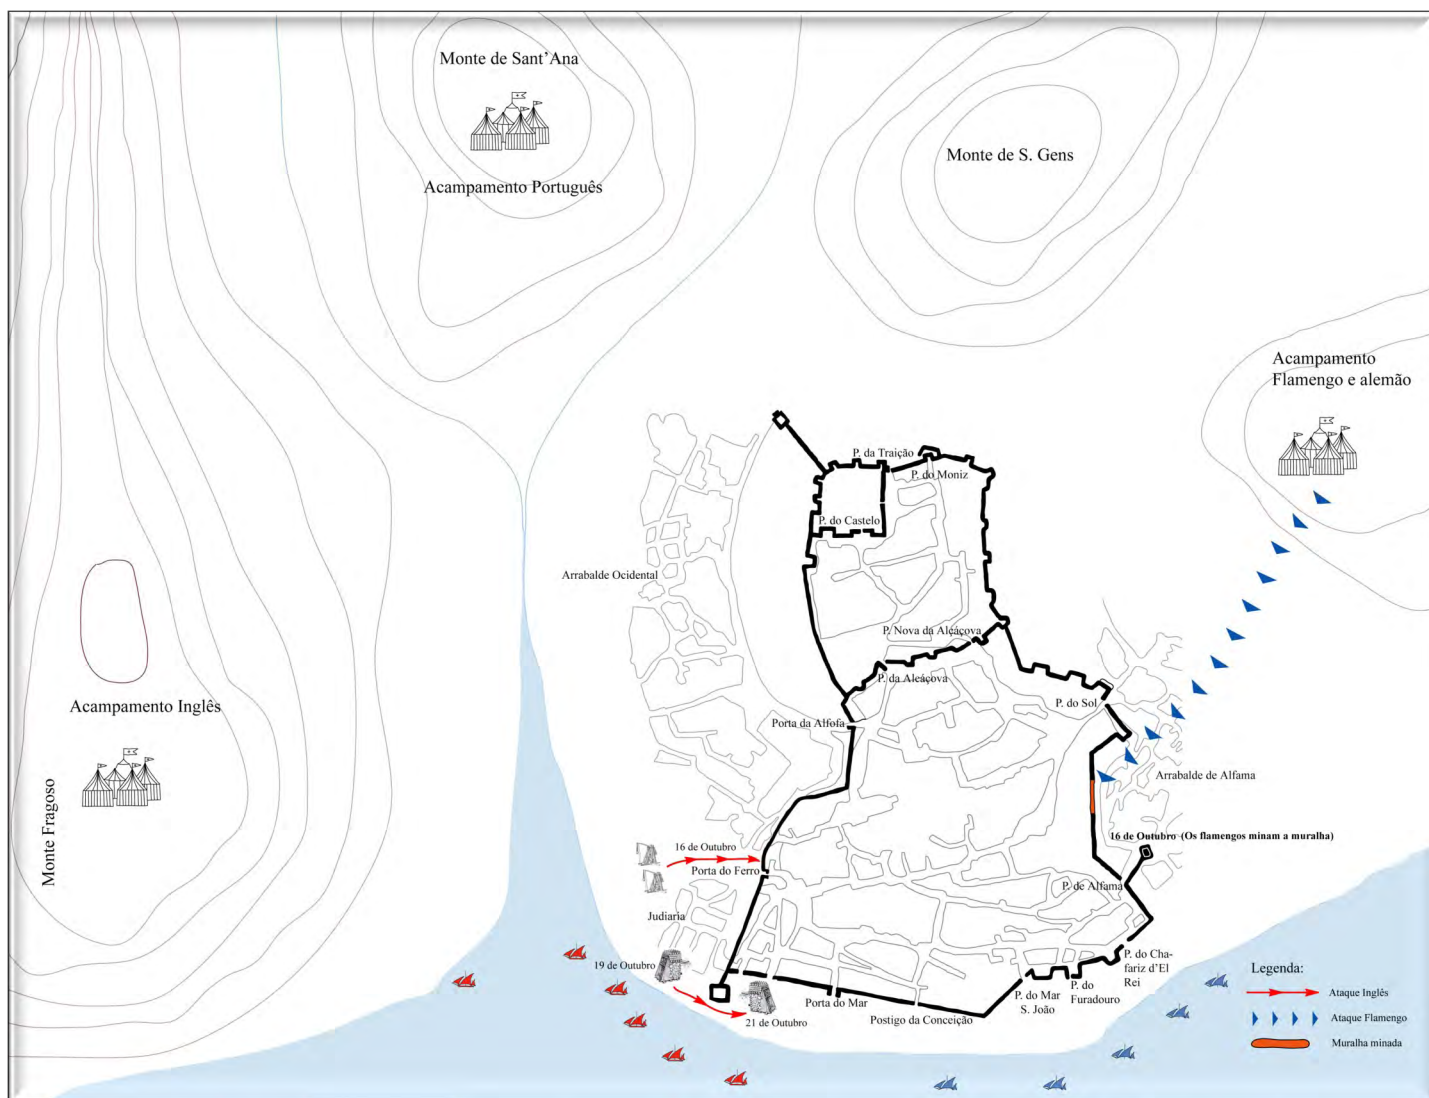 Monte de Sant’Ana
Acampamento Português
Monte de S. Gens
Acampamento
Flamengo e alemão
P. da Traição
P. do Moniz
P. do Castelo
Arrabalde Ocidental
P. Nova da Alcáçova
P. da Alcáçova
P. do Sol
Porta da Alfofa
Acampamento Inglês
Monte Fragoso
Arrabalde de Alfama
16 de Outubro (Os flamengos minam a muralha)
16 de Outubro
Porta do Ferro
P. de Alfama
Judiaria
19 de Outubro
21 de Outubro
Porta do Mar
Postigo da Conceição
P. do Mar
S. João
P. do
Furadouro
P. do Cha-
fariz d’El
Rei
Legenda:
Ataque Inglês
Ataque Flamengo
Muralha minada